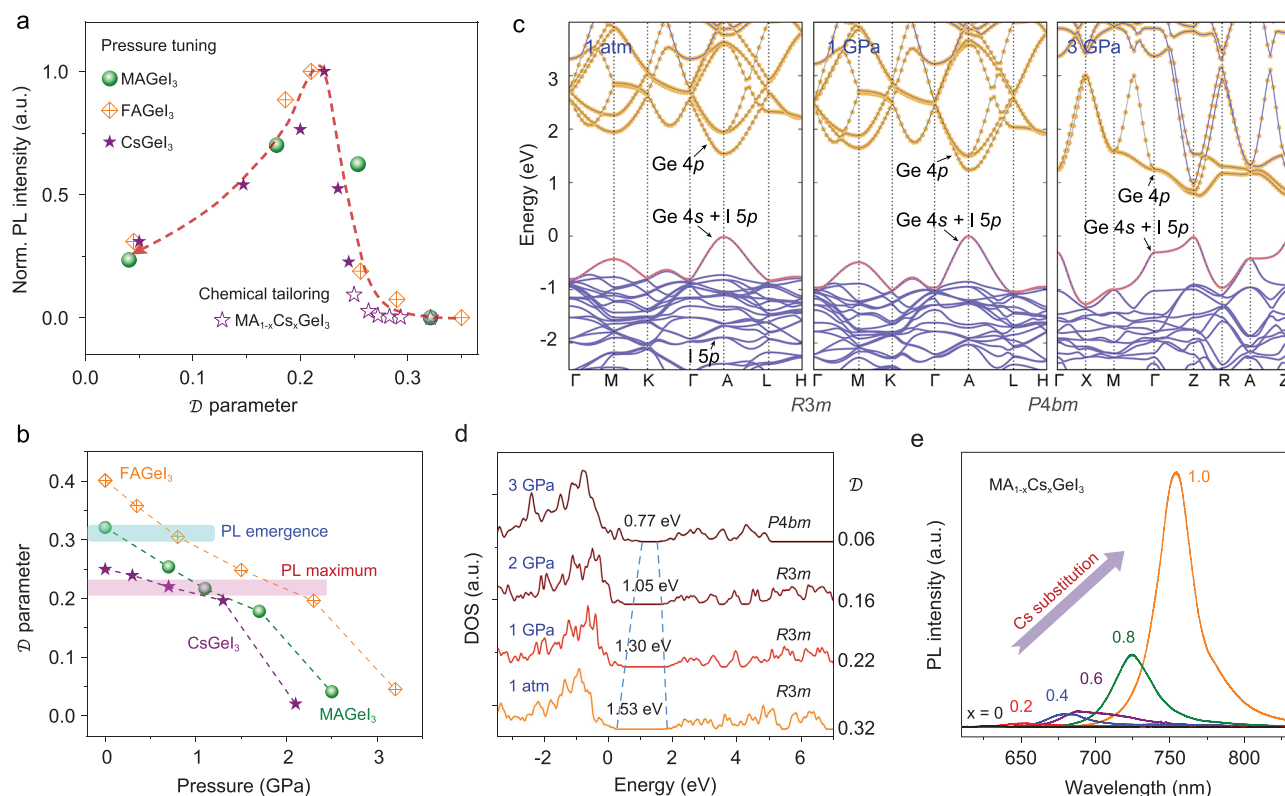 a
Pressure tuning
MAGeI3
FAGeI3
CsGeI3
Chemical tailoring
MA1-xCsxGeI3
Norm. PL intensity (a.u.)
1.0
0.5
0.0
0.0 0.1 0.2 0.3
𝒟 parameter
b
FAGeI3
PL emergence
PL maximum
CsGeI3
MAGeI3
𝒟 parameter
0.4
0.3
0.2
0.1
0.0
0 1 2 3
Pressure (GPa)
c
1 atm
1 GPa
3 GPa
Energy (eV)
3
2
1
0
-1
-2
Ge 4p
Ge 4s + I 5p
I 5p
Ge 4p
Ge 4s + I 5p
Ge 4p
Ge 4s + I 5p
Γ M K Γ A L H
Γ M K Γ A L H
Γ X M Γ Z R A Z
R3m
P4bm
d
𝒟
3 GPa 0.77 eV P4bm 0.06
2 GPa 1.05 eV R3m 0.16
1 GPa 1.30 eV R3m 0.22
1 atm 1.53 eV R3m 0.32
DOS (a.u.)
-2 0 2 4 6
Energy (eV)
e
MA1-xCsxGeI3
1.0
Cs substitution
0.8
0.6
0.4
0.2
x = 0
PL intensity (a.u.)
650 700 750 800
Wavelength (nm)